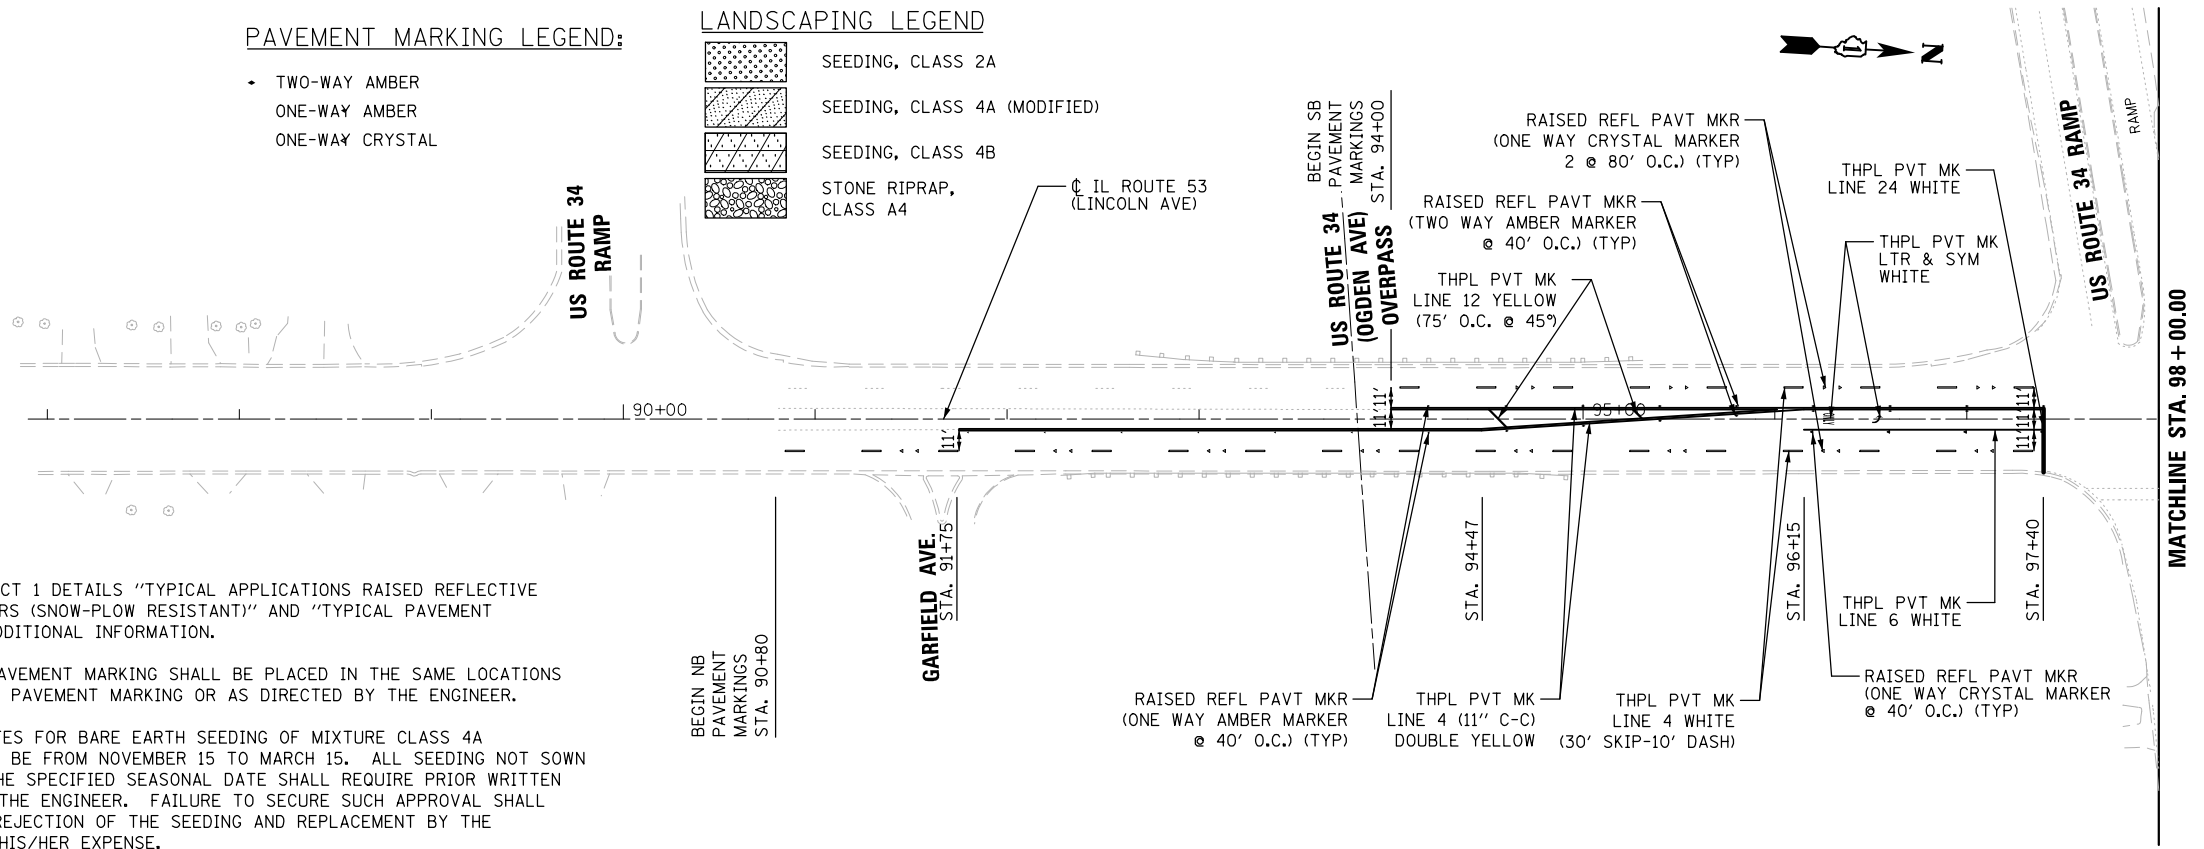 PAVEMENT MARKING LEGEND:
TWO-WAY AMBER
ONE-WAY AMBER
ONE-WAY CRYSTAL
LANDSCAPING LEGEND
SEEDING, CLASS 2A
SEEDING, CLASS 4A (MODIFIED)
SEEDING, CLASS 4B
STONE RIPRAP,
CLASS A4
1
N
US ROUTE 34
RAMP
℄ IL ROUTE 53
(LINCOLN AVE)
BEGIN SB
PAVEMENT
MARKINGS
STA. 94+00
US ROUTE 34
(OGDEN AVE)
OVERPASS
RAISED REFL PAVT MKR
(ONE WAY CRYSTAL MARKER
2 @ 80' O.C.) (TYP)
RAISED REFL PAVT MKR
(TWO WAY AMBER MARKER
@ 40' O.C.) (TYP)
THPL PVT MK
LINE 12 YELLOW
(75' O.C. @ 45°)
THPL PVT MK
LINE 24 WHITE
THPL PVT MK
LTR & SYM
WHITE
US ROUTE 34 RAMP
RAMP
MATCHLINE STA. 98+00.00
90+00
95+00
11'
11'
11'
11'
11'
11'
11'
BEGIN NB
PAVEMENT
MARKINGS
STA. 90+80
GARFIELD AVE.
STA. 91+75
STA. 94+47
STA. 96+15
STA. 97+40
RAISED REFL PAVT MKR
(ONE WAY AMBER MARKER
@ 40' O.C.) (TYP)
THPL PVT MK
LINE 4 (11" C-C)
DOUBLE YELLOW
THPL PVT MK
LINE 4 WHITE
(30' SKIP-10' DASH)
THPL PVT MK
LINE 6 WHITE
RAISED REFL PAVT MKR
(ONE WAY CRYSTAL MARKER
@ 40' O.C.) (TYP)
CT 1 DETAILS "TYPICAL APPLICATIONS RAISED REFLECTIVE
RS (SNOW-PLOW RESISTANT)" AND "TYPICAL PAVEMENT
DDITIONAL INFORMATION.
AVEMENT MARKING SHALL BE PLACED IN THE SAME LOCATIONS
PAVEMENT MARKING OR AS DIRECTED BY THE ENGINEER.
TES FOR BARE EARTH SEEDING OF MIXTURE CLASS 4A
BE FROM NOVEMBER 15 TO MARCH 15. ALL SEEDING NOT SOWN
HE SPECIFIED SEASONAL DATE SHALL REQUIRE PRIOR WRITTEN
THE ENGINEER. FAILURE TO SECURE SUCH APPROVAL SHALL
REJECTION OF THE SEEDING AND REPLACEMENT BY THE
HIS/HER EXPENSE.